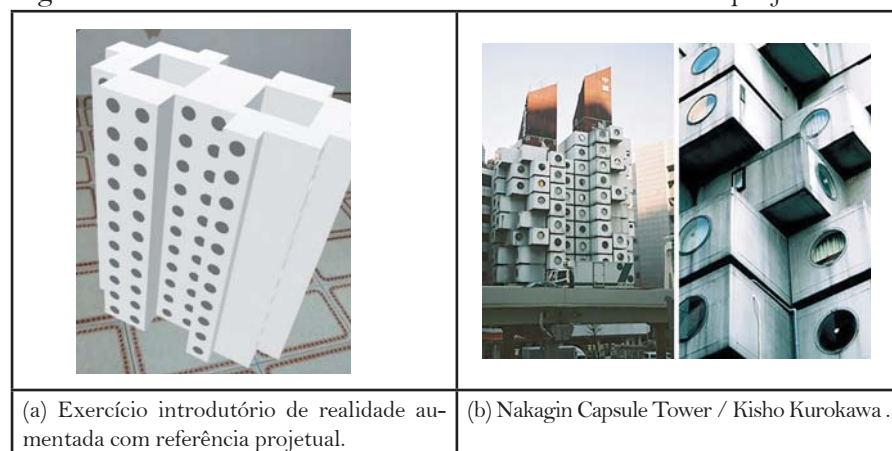 (a) Exercício introdutório de realidade au-
mentada com referência projetual.
(b) Nakagin Capsule Tower / Kisho Kurokawa .